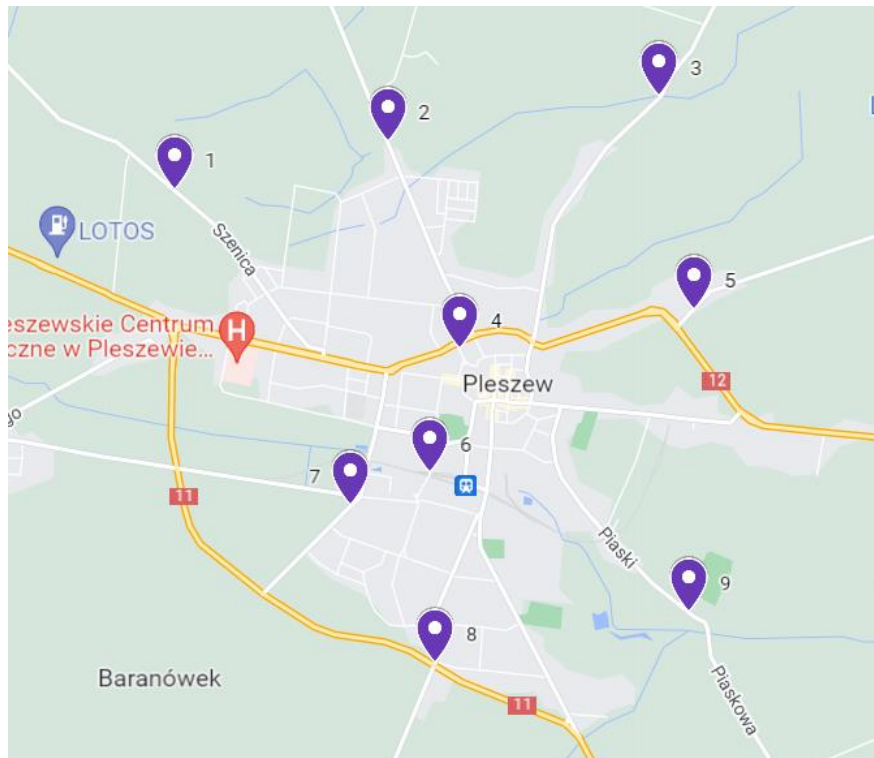 3
2
1
Szenica
LOTOS
5
eszewskie Centrum
czne w Pleszewie...
H
4
Pleszew
12
go
6
7
11
Piaski
9
8
Baranówek
11
Piaskowa